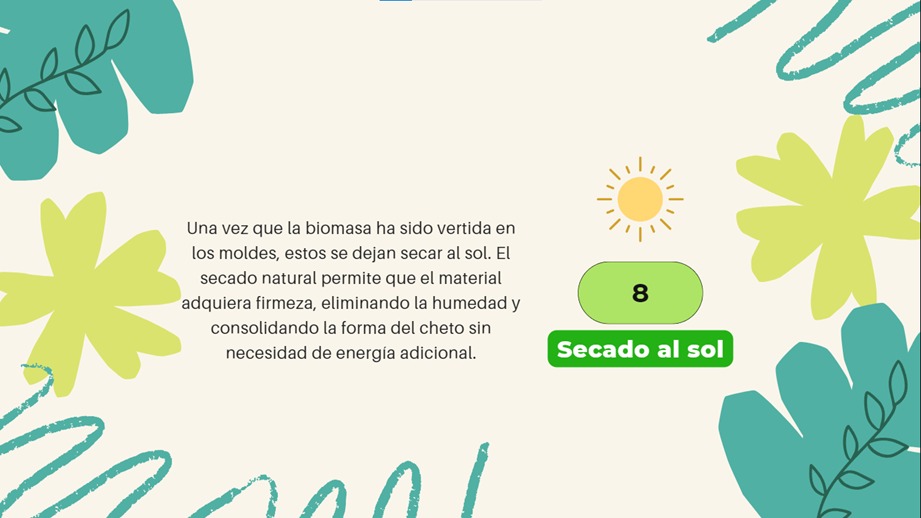 Una vez que la biomasa ha sido vertida en
los moldes, estos se dejan secar al sol. El
secado natural permite que el material
adquiera firmeza, eliminando la humedad y
consolidando la forma del cheto sin
necesidad de energía adicional.
8
Secado al sol